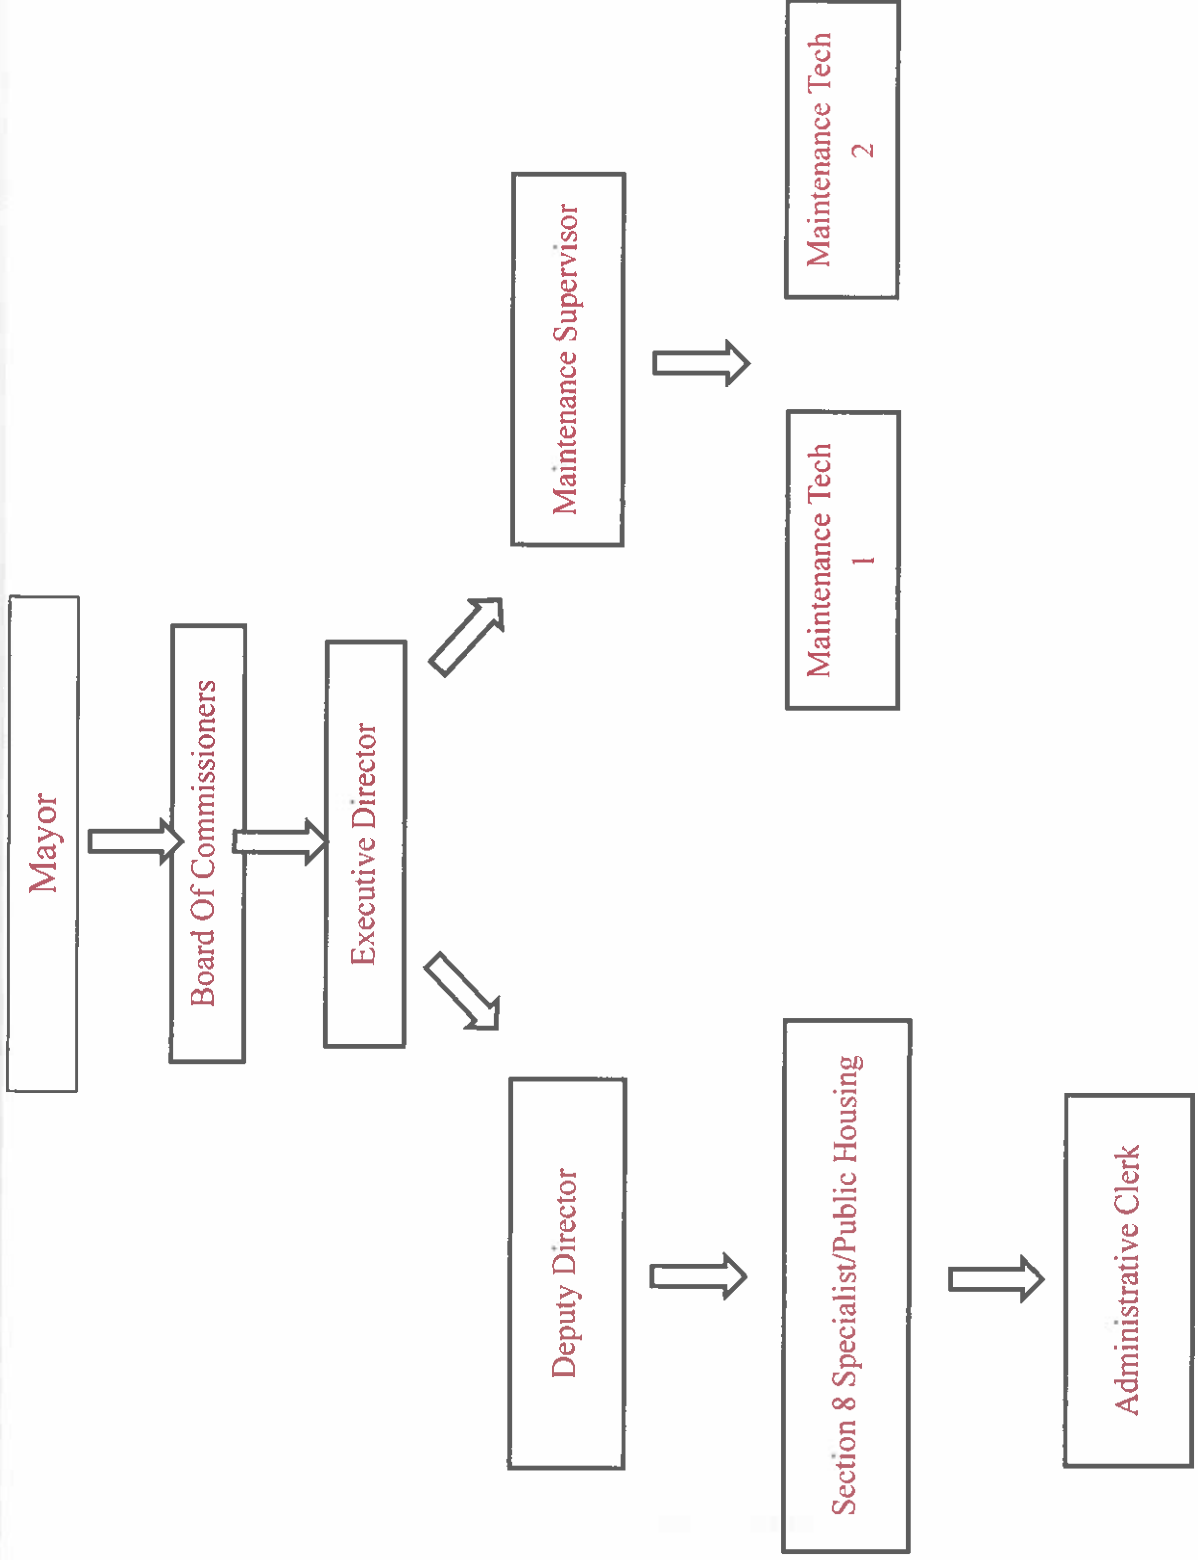 Mayor
Board Of Commissioners
Executive Director
Deputy Director
Maintenance Supervisor
Section 8 Specialist/Public Housing
Maintenance Tech
1
Maintenance Tech
2
Administrative Clerk